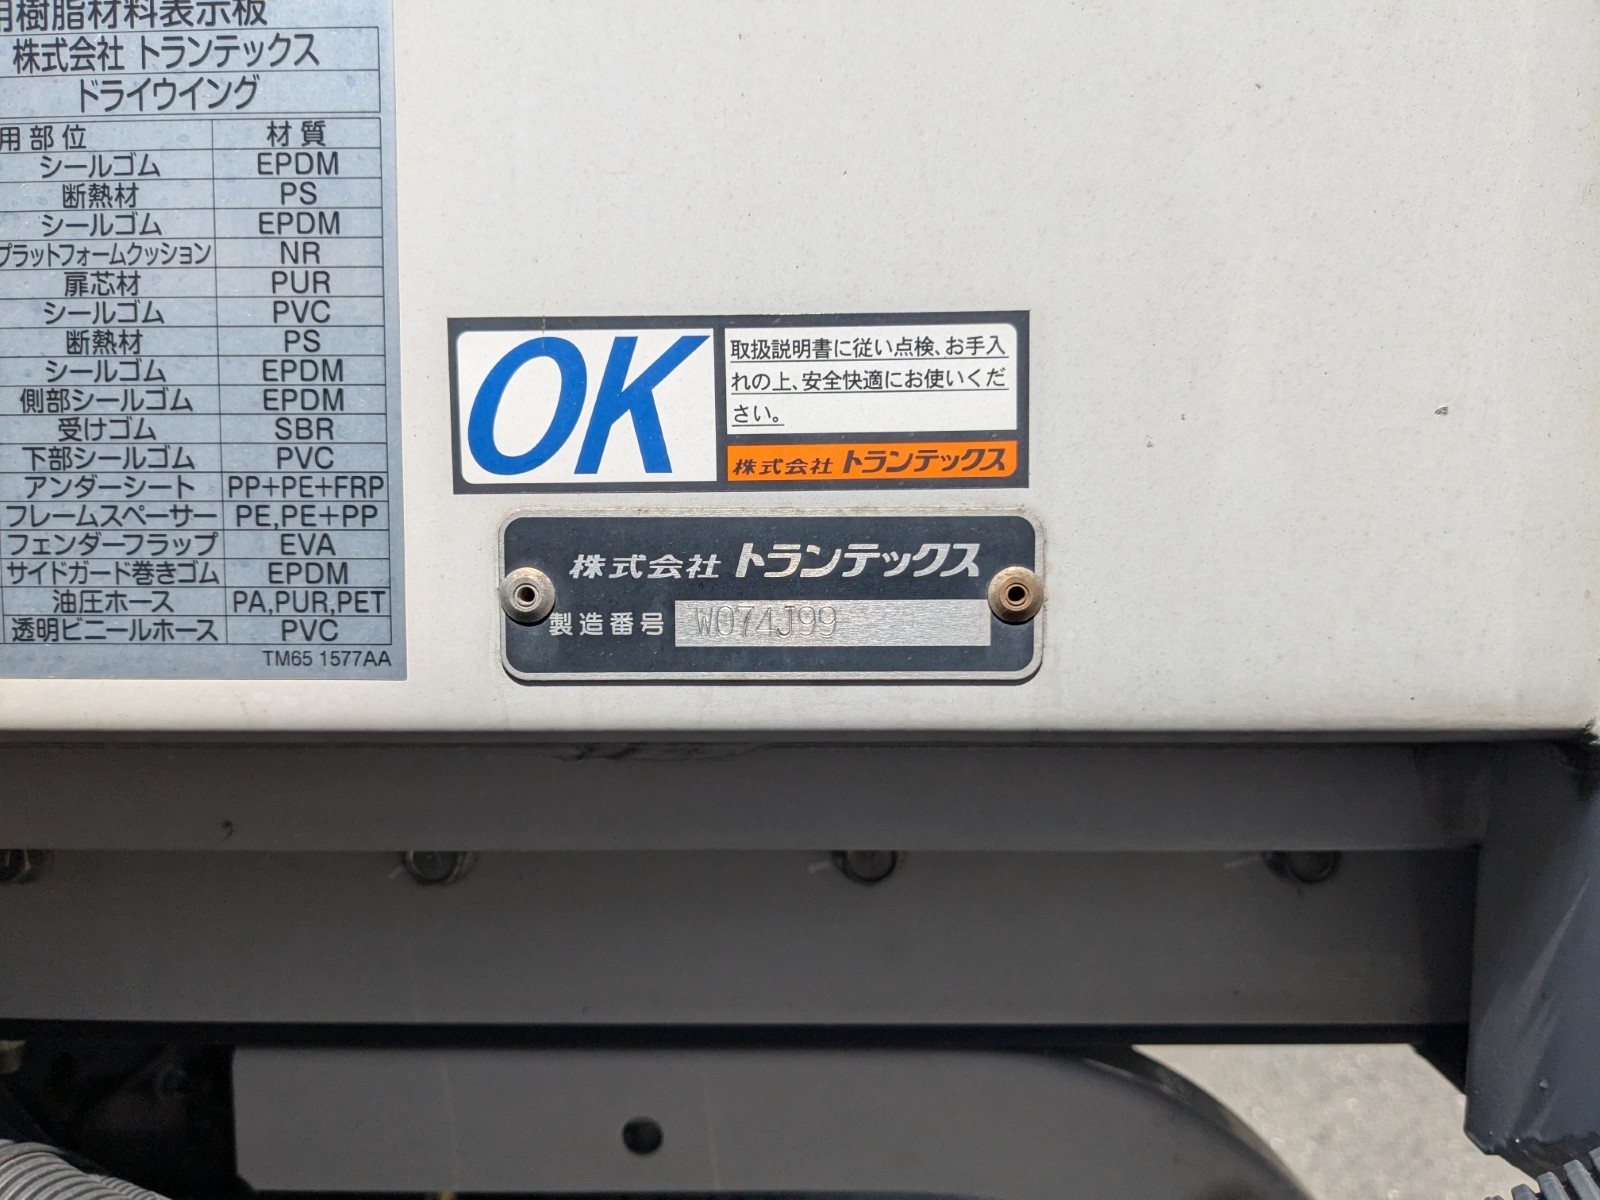 用樹脂材料表示板
株式会社 トランテックス
ドライウイング
用部位 材質
シールゴム EPDM
断熱材 PS
シールゴム EPDM
プラットフォームクッション NR
扉芯材 PUR
シールゴム PVC
断熱材 PS
シールゴム EPDM
側部シールゴム EPDM
受けゴム SBR
下部シールゴム PVC
アンダーシート PP+PE+FRP
フレームスペーサー PE,PE+PP
フェンダーフラップ EVA
サイドガード巻きゴム EPDM
油圧ホース PA,PUR,PET
透明ビニールホース PVC
TM65 1577AA
OK
取扱説明書に従い点検、お手入
れの上、安全快適にお使いくだ
さい。
株式会社 トランテックス
株式会社 トランテックス
製造番号 W074J99